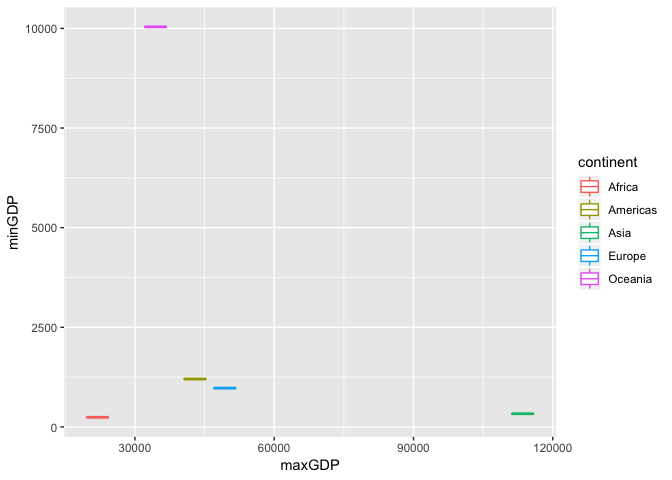 10000
7500
5000
2500
0
minGDP
30000
60000
90000
120000
maxGDP
continent
Africa
Americas
Asia
Europe
Oceania